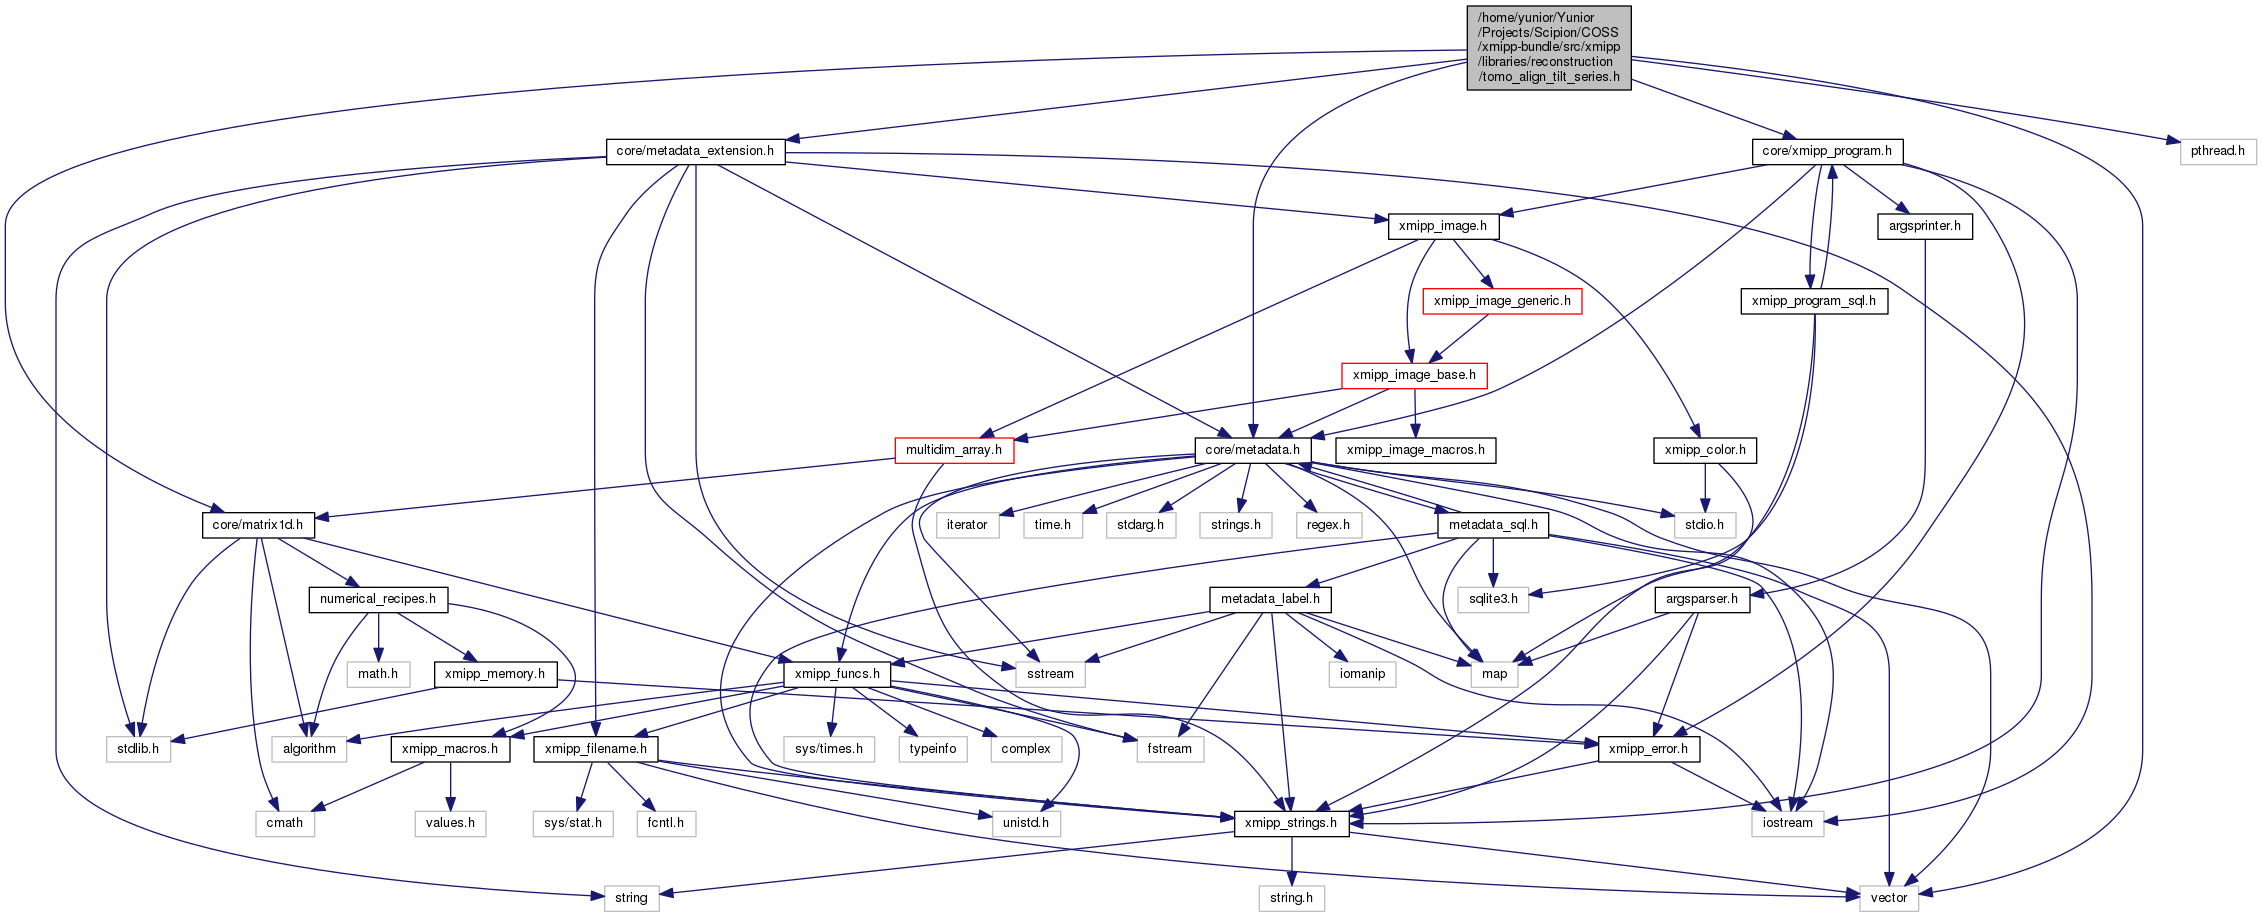 /home/yunior/Yunior
/Projects/Scipion/COSS
/xmipp-bundle/src/xmipp
/libraries/reconstruction
/tomo_align_tilt_series.h
core/metadata_extension.h
core/xmipp_program.h
pthread.h
xmipp_image.h
argsprinter.h
xmipp_image_generic.h
xmipp_program_sql.h
xmipp_image_base.h
multidim_array.h
core/metadata.h
xmipp_image_macros.h
xmipp_color.h
core/matrix1d.h
iterator
time.h
stdarg.h
strings.h
regex.h
metadata_sql.h
stdio.h
numerical_recipes.h
metadata_label.h
sqlite3.h
argsparser.h
math.h
xmipp_memory.h
xmipp_funcs.h
sstream
iomanip
map
stdlib.h
algorithm
xmipp_macros.h
xmipp_filename.h
sys/times.h
typeinfo
complex
fstream
xmipp_error.h
cmath
values.h
sys/stat.h
fcntl.h
unistd.h
xmipp_strings.h
iostream
string
string.h
vector